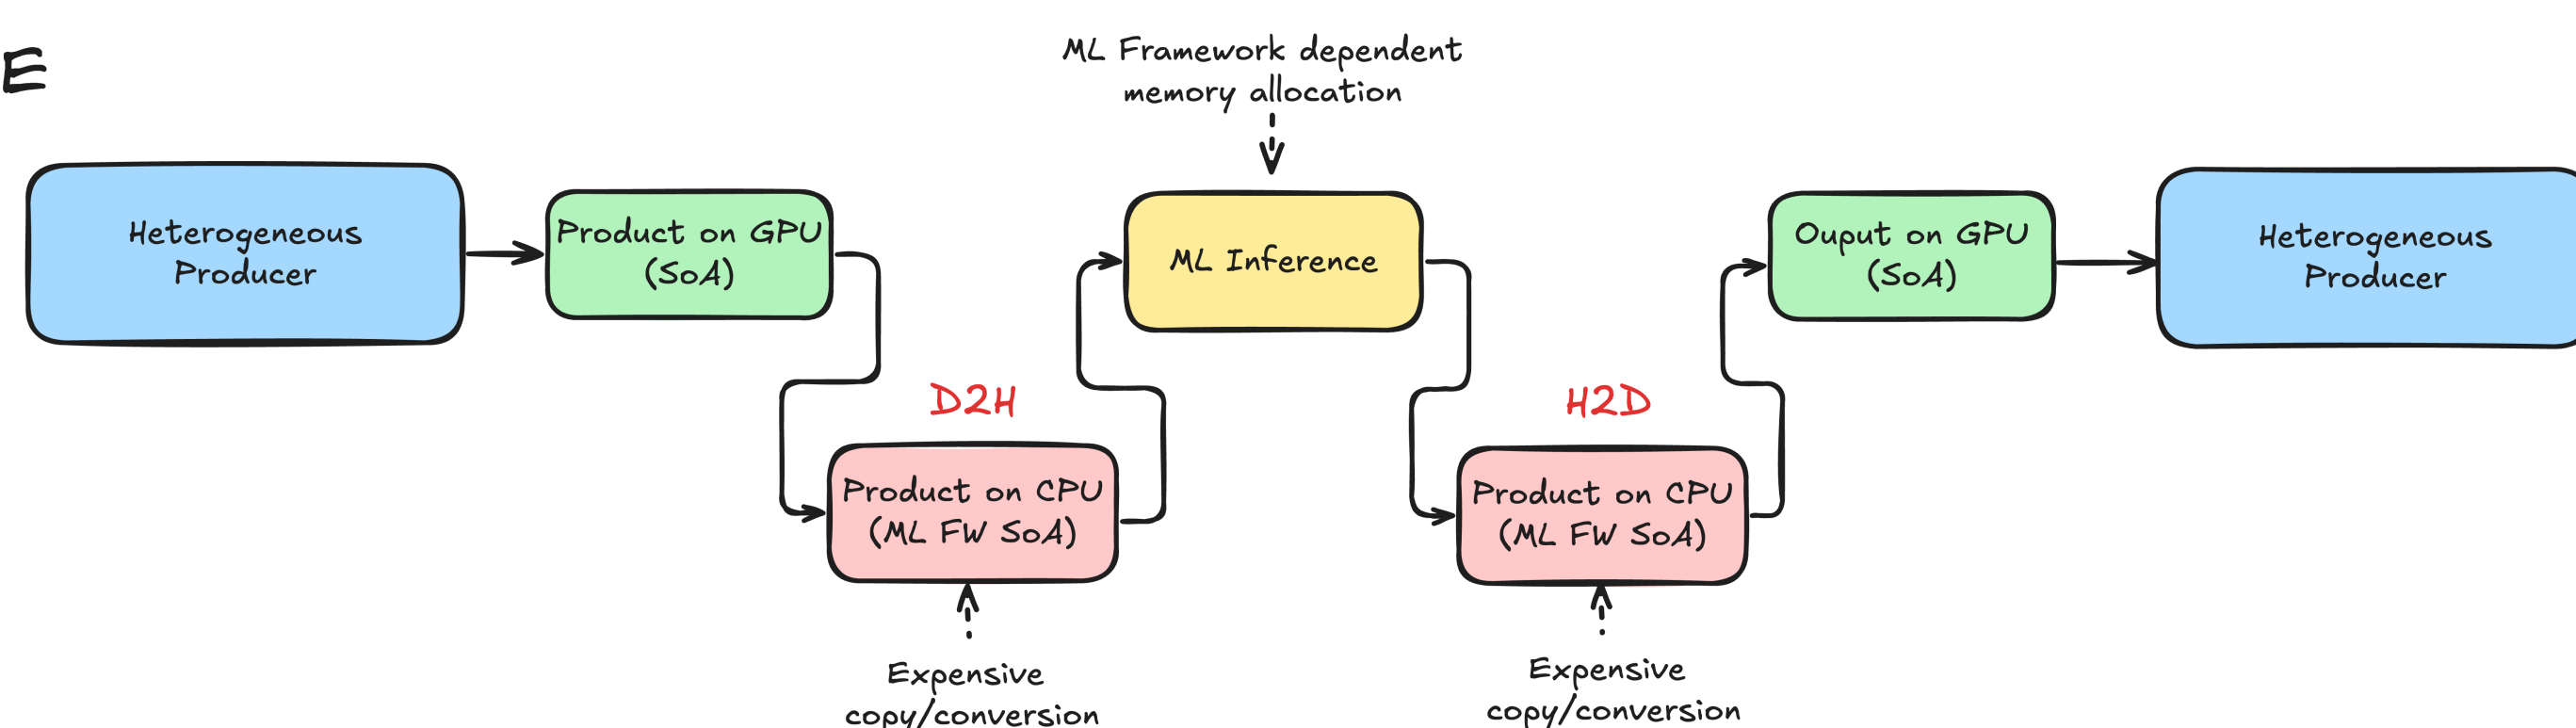 E
ML Framework dependent
memory allocation
Heterogeneous
Producer
Product on GPU
(SoA)
ML Inference
Ouput on GPU
(SoA)
Heterogeneous
Producer
D2H
H2D
Product on CPU
(ML FW SoA)
Product on CPU
(ML FW SoA)
Expensive
copy/conversion
Expensive
copy/conversion